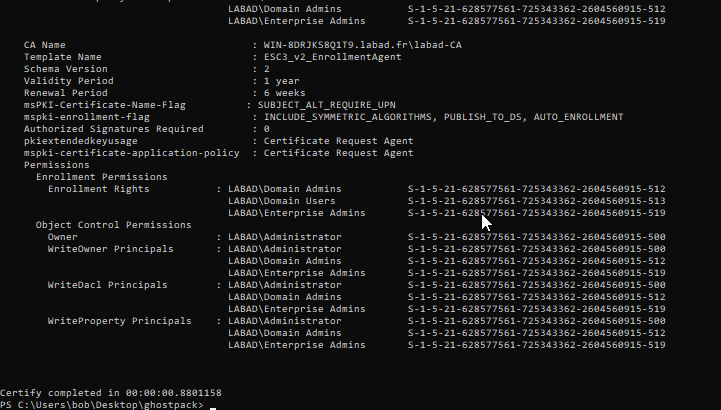 LABAD\Domain Admins S-1-5-21-628577561-725343362-2604560915-512
LABAD\Enterprise Admins S-1-5-21-628577561-725343362-2604560915-519
CA Name : WIN-8DRJKS8Q1T9.labad.fr\labad-CA
Template Name : ESC3_v2_EnrollmentAgent
Schema Version : 2
Validity Period : 1 year
Renewal Period : 6 weeks
msPKI-Certificate-Name-Flag : SUBJECT_ALT_REQUIRE_UPN
mspki-enrollment-flag : INCLUDE_SYMMETRIC_ALGORITHMS, PUBLISH_TO_DS, AUTO_ENROLLMENT
Authorized Signatures Required : 0
pkiextendedkeyusage : Certificate Request Agent
mspki-certificate-application-policy : Certificate Request Agent
Permissions
Enrollment Permissions
Enrollment Rights : LABAD\Domain Admins S-1-5-21-628577561-725343362-2604560915-512
LABAD\Domain Users S-1-5-21-628577561-725343362-2604560915-513
LABAD\Enterprise Admins S-1-5-21-628577561-725343362-2604560915-519
Object Control Permissions
Owner : LABAD\Administrator S-1-5-21-628577561-725343362-2604560915-500
WriteOwner Principals : LABAD\Administrator S-1-5-21-628577561-725343362-2604560915-500
LABAD\Domain Admins S-1-5-21-628577561-725343362-2604560915-512
LABAD\Enterprise Admins S-1-5-21-628577561-725343362-2604560915-519
WriteDacl Principals : LABAD\Administrator S-1-5-21-628577561-725343362-2604560915-500
LABAD\Domain Admins S-1-5-21-628577561-725343362-2604560915-512
LABAD\Enterprise Admins S-1-5-21-628577561-725343362-2604560915-519
WriteProperty Principals : LABAD\Administrator S-1-5-21-628577561-725343362-2604560915-500
LABAD\Domain Admins S-1-5-21-628577561-725343362-2604560915-512
LABAD\Enterprise Admins S-1-5-21-628577561-725343362-2604560915-519
Certify completed in 00:00:00.8801158
PS C:\Users\bob\Desktop\ghostpack> _